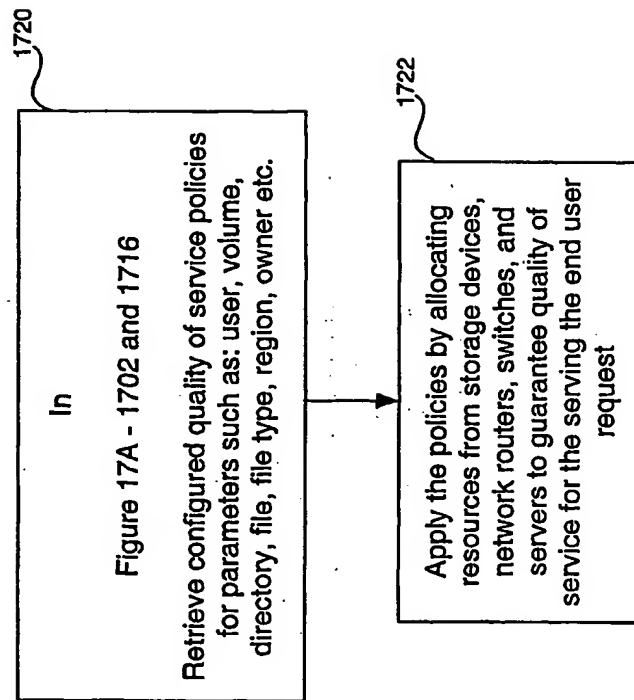 1720
In
Figure 17A - 1702 and 1716
Retrieve configured quality of service policies
for parameters such as: user, volume,
directory, file, file type, region, owner etc.
1722
Apply the policies by allocating
resources from storage devices,
network routers, switches, and
servers to guarantee quality of
service for the serving the end user
request